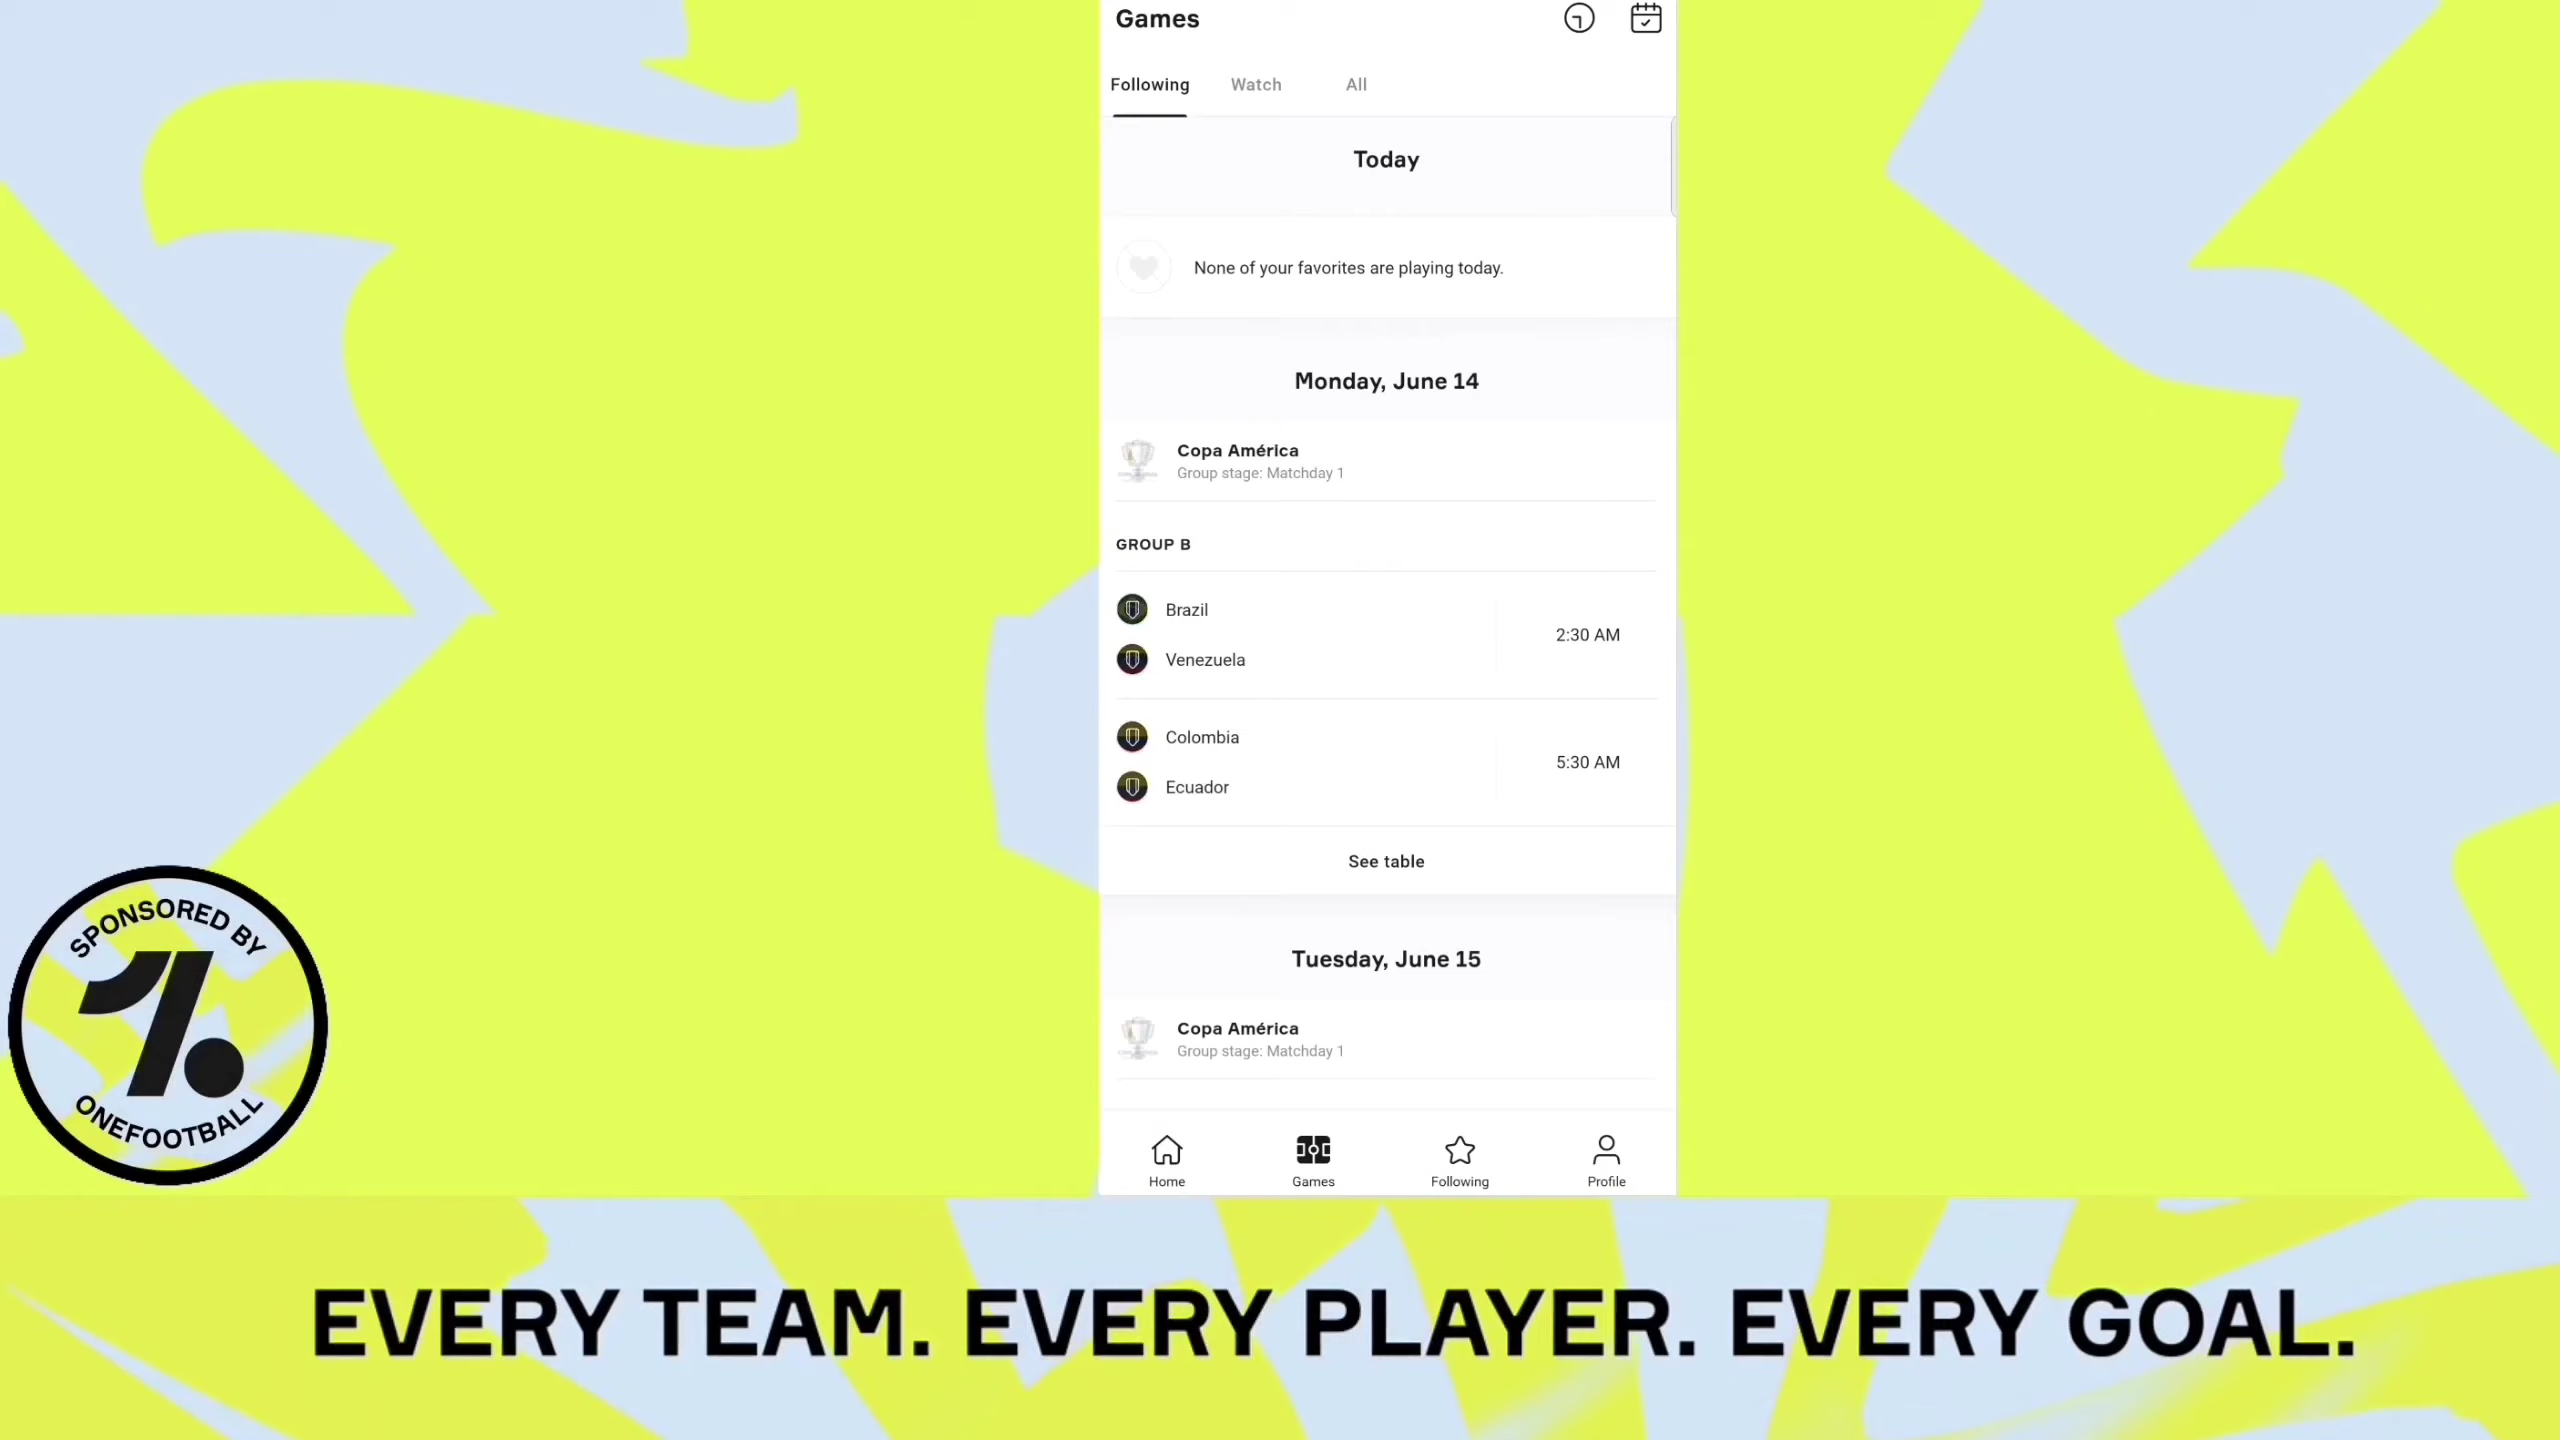 Games
Following Watch All
Today
None of your favorites are playing today.
Monday, June 14
Copa América
Group stage: Matchday 1
GROUP B
Brazil
2:30 AM
Venezuela
Colombia
5:30 AM
Ecuador
See table
Tuesday, June 15
Copa América
Group stage: Matchday 1
Home Games Following Profile
SPONSORED BY
ONEFOOTBALL
EVERY TEAM. EVERY PLAYER. EVERY GOAL.